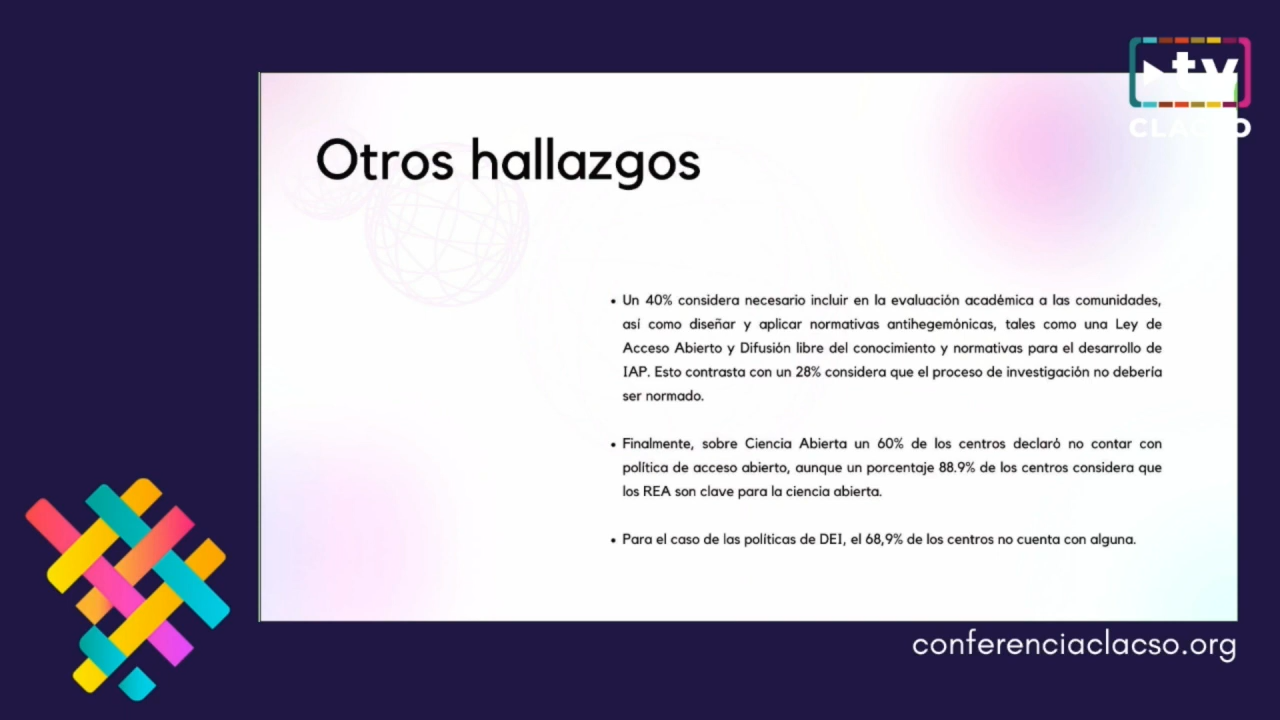 tv
CLACSO
Otros hallazgos
• Un 40% considera necesario incluir en la evaluación académica a las comunidades,
así como diseñar y aplicar normativas antihegemónicas, tales como una Ley de
Acceso Abierto y Difusión libre del conocimiento y normativas para el desarrollo de
IAP. Esto contrasta con un 28% considera que el proceso de investigación no debería
ser normado.
• Finalmente, sobre Ciencia Abierta un 60% de los centros declaró no contar con
política de acceso abierto, aunque un porcentaje 88.9% de los centros considera que
los REA son clave para la ciencia abierta.
• Para el caso de las políticas de DEI, el 68,9% de los centros no cuenta con alguna.
conferenciaclacso.org